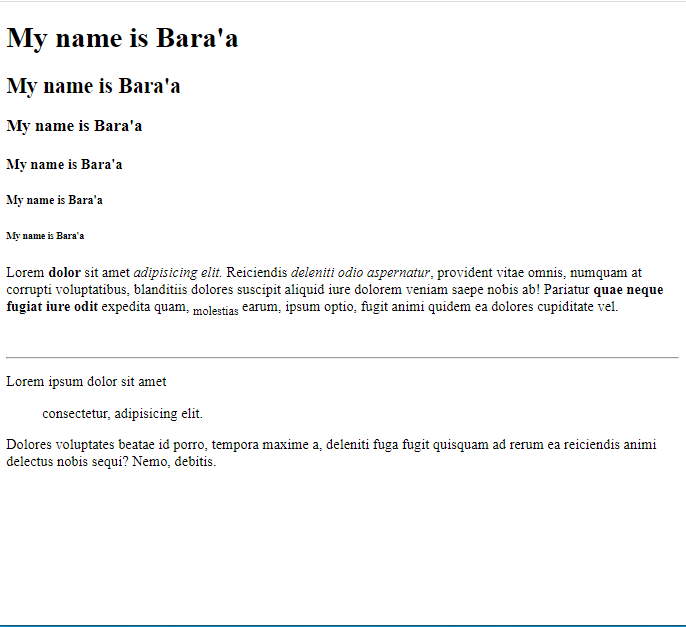 My name is Bara'a
My name is Bara'a
My name is Bara'a
My name is Bara'a
My name is Bara'a
My name is Bara'a
Lorem dolor sit amet adipisicing elit. Reiciendis deleniti odio aspernatur, provident vitae omnis, numquam at
corrupti voluptatibus, blanditiis dolores suscipit aliquid iure dolorem veniam saepe nobis ab! Pariatur quae neque
fugiat iure odit expedita quam, molestias earum, ipsum optio, fugit animi quidem ea dolores cupiditate vel.
Lorem ipsum dolor sit amet
consectetur, adipisicing elit.
Dolores voluptates beatae id porro, tempora maxime a, deleniti fuga fugit quisquam ad rerum ea reiciendis animi
delectus nobis sequi? Nemo, debitis.